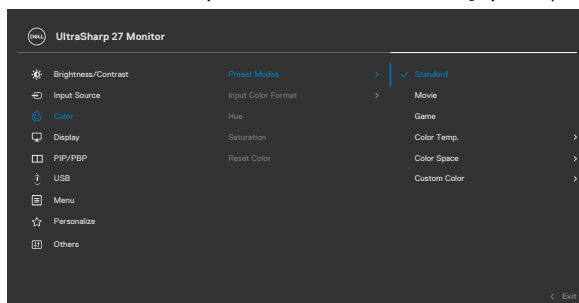 DELL UltraSharp 27 Monitor
Brightness/Contrast
Input Source
Color
Display
PIP/PBP
USB
Menu
Personalize
Others
Preset Modes
Input Color Format
Hue
Saturation
Reset Color
Standard
Movie
Game
Color Temp.
Color Space
Custom Color
Exit